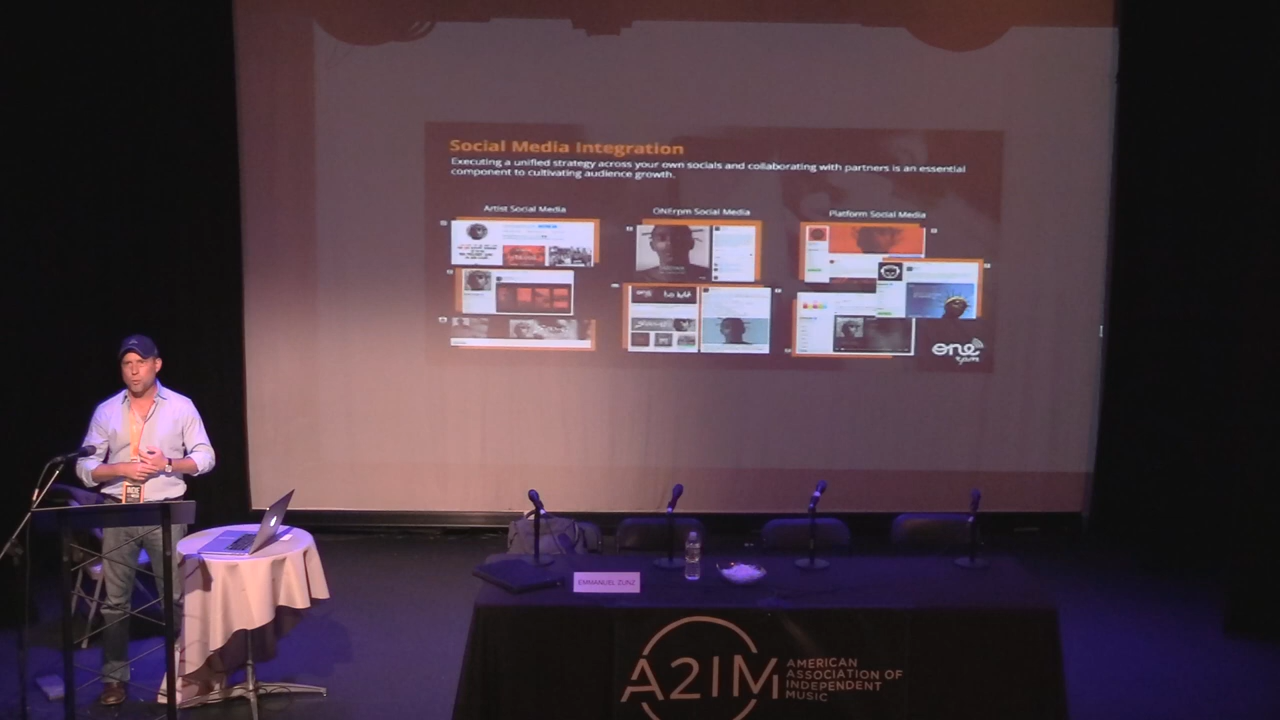 Social Media Integration
Executing a unified strategy across your own socials and collaborating with partners is an essential
component to cultivating audience growth.
Artist Social Media
ONErpm Social Media
Platform Social Media
one
rpm
INDIE
EMMANUEL ZUNZ
A2IM
AMERICAN
ASSOCIATION OF
INDEPENDENT
MUSIC